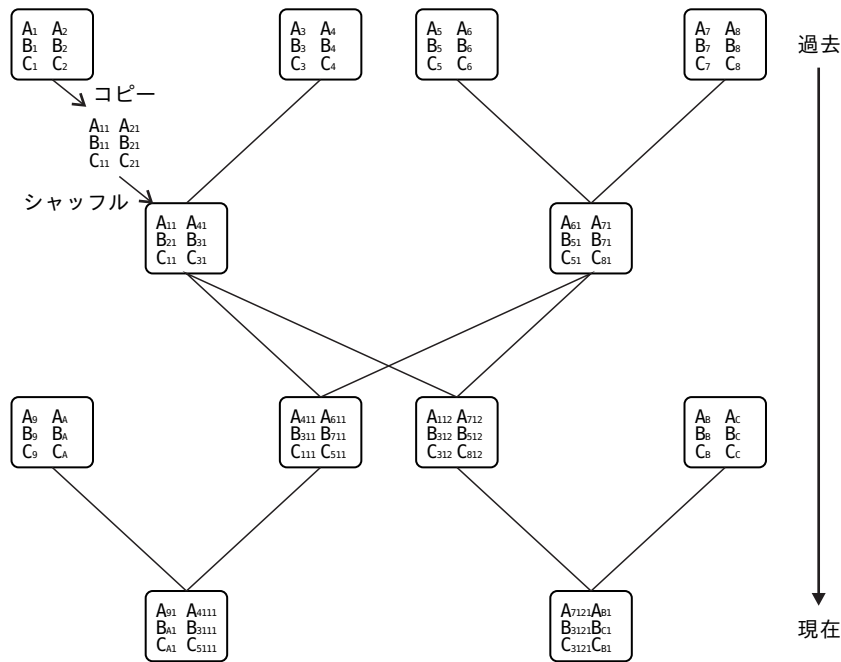 A1 A2
B1 B2
C1 C2
A3 A4
B3 B4
C3 C4
A5 A6
B5 B6
C5 C6
A7 A8
B7 B8
C7 C8
過去
コピー
A11 A21
B11 B21
C11 C21
シャッフル
A11 A41
B21 B31
C11 C31
A61 A71
B51 B71
C51 C81
A9 AA
B9 BA
C9 CA
A411 A611
B311 B711
C111 C511
A112 A712
B312 B512
C312 C812
AB AC
BB BC
CB CC
A91 A4111
BA1 B3111
CA1 C5111
A7121 AB1
B3121 BC1
C3121 CB1
現在